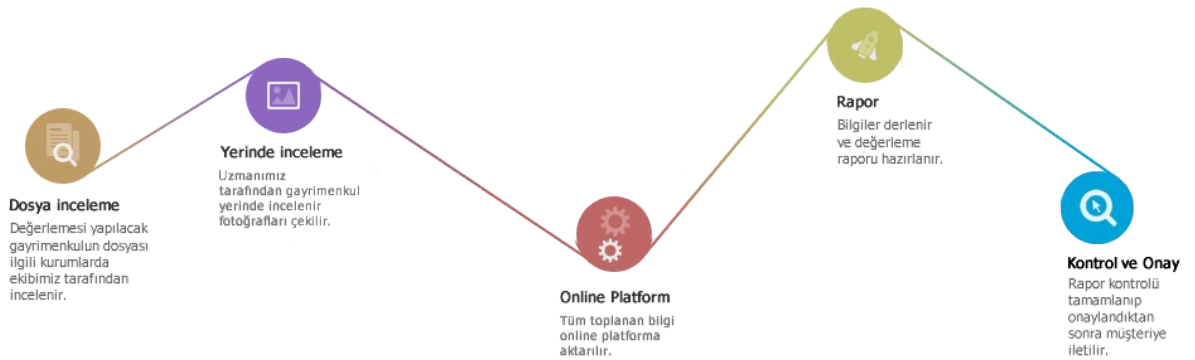 Dosya inceleme
Değerlemesi yapılacak
gayrimenkulun dosyası
ilgili kurumlarda
ekibimiz tarafından
incelenir.
Yerinde inceleme
Uzmanımız
tarafından gayrimenkul
yerinde incelenir
fotoğrafları çekilir.
Online Platform
Tüm toplanan bilgi
online platforma
aktarılır.
Rapor
Bilgiler derlenir
ve değerleme
raporu hazırlanır.
Kontrol ve Onay
Rapor kontrolü
tamamlanıp
onaylandıktan
sonra müşteriye
iletilir.